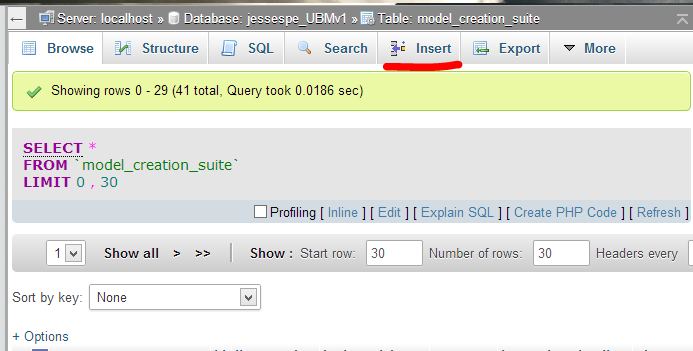 Server: localhost » Database: jessespe_UBMv1 » Table: model_creation_suite
Browse Structure SQL Search Insert Export More
Showing rows 0 - 29 (41 total, Query took 0.0186 sec)
SELECT *
FROM `model_creation_suite`
LIMIT 0 , 30
Profiling [ Inline ] [ Edit ] [ Explain SQL ] [ Create PHP Code ] [ Refresh ]
1 Show all > >> Show : Start row: 30 Number of rows: 30 Headers every
Sort by key: None
+ Options